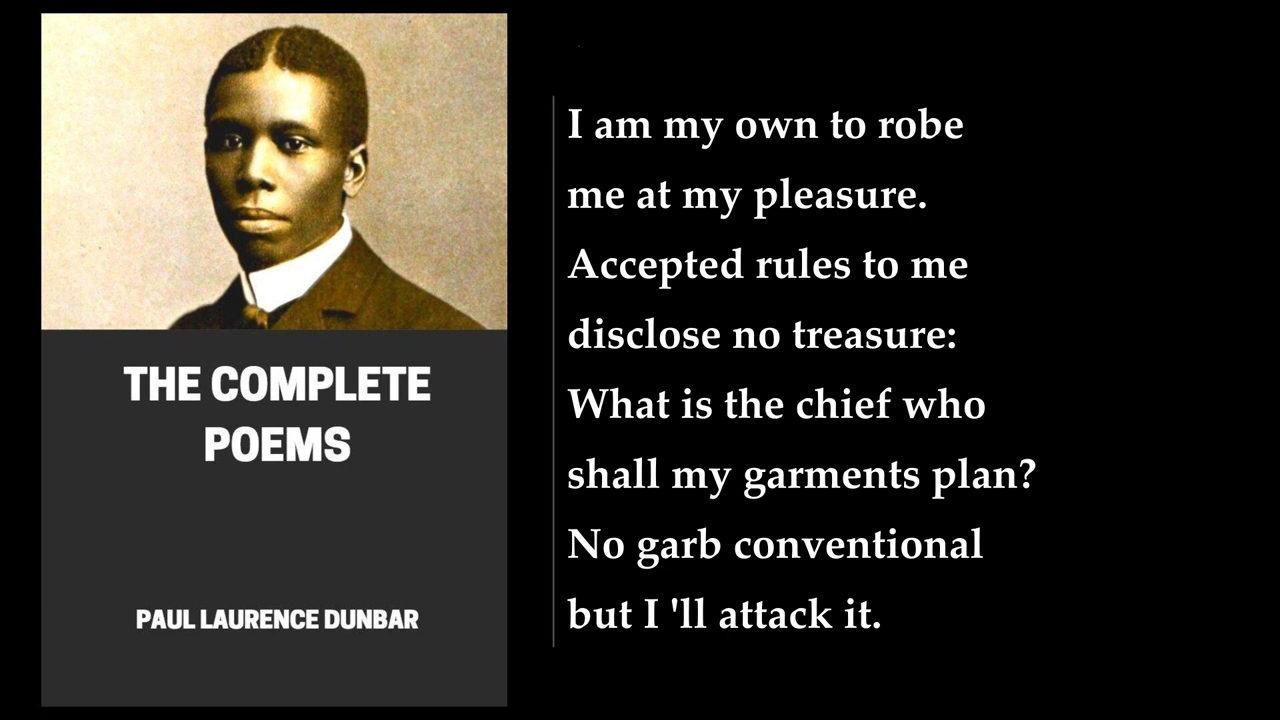 THE COMPLETE
POEMS
PAUL LAURENCE DUNBAR
I am my own to robe
me at my pleasure.
Accepted rules to me
disclose no treasure:
What is the chief who
shall my garments plan?
No garb conventional
but I 'll attack it.